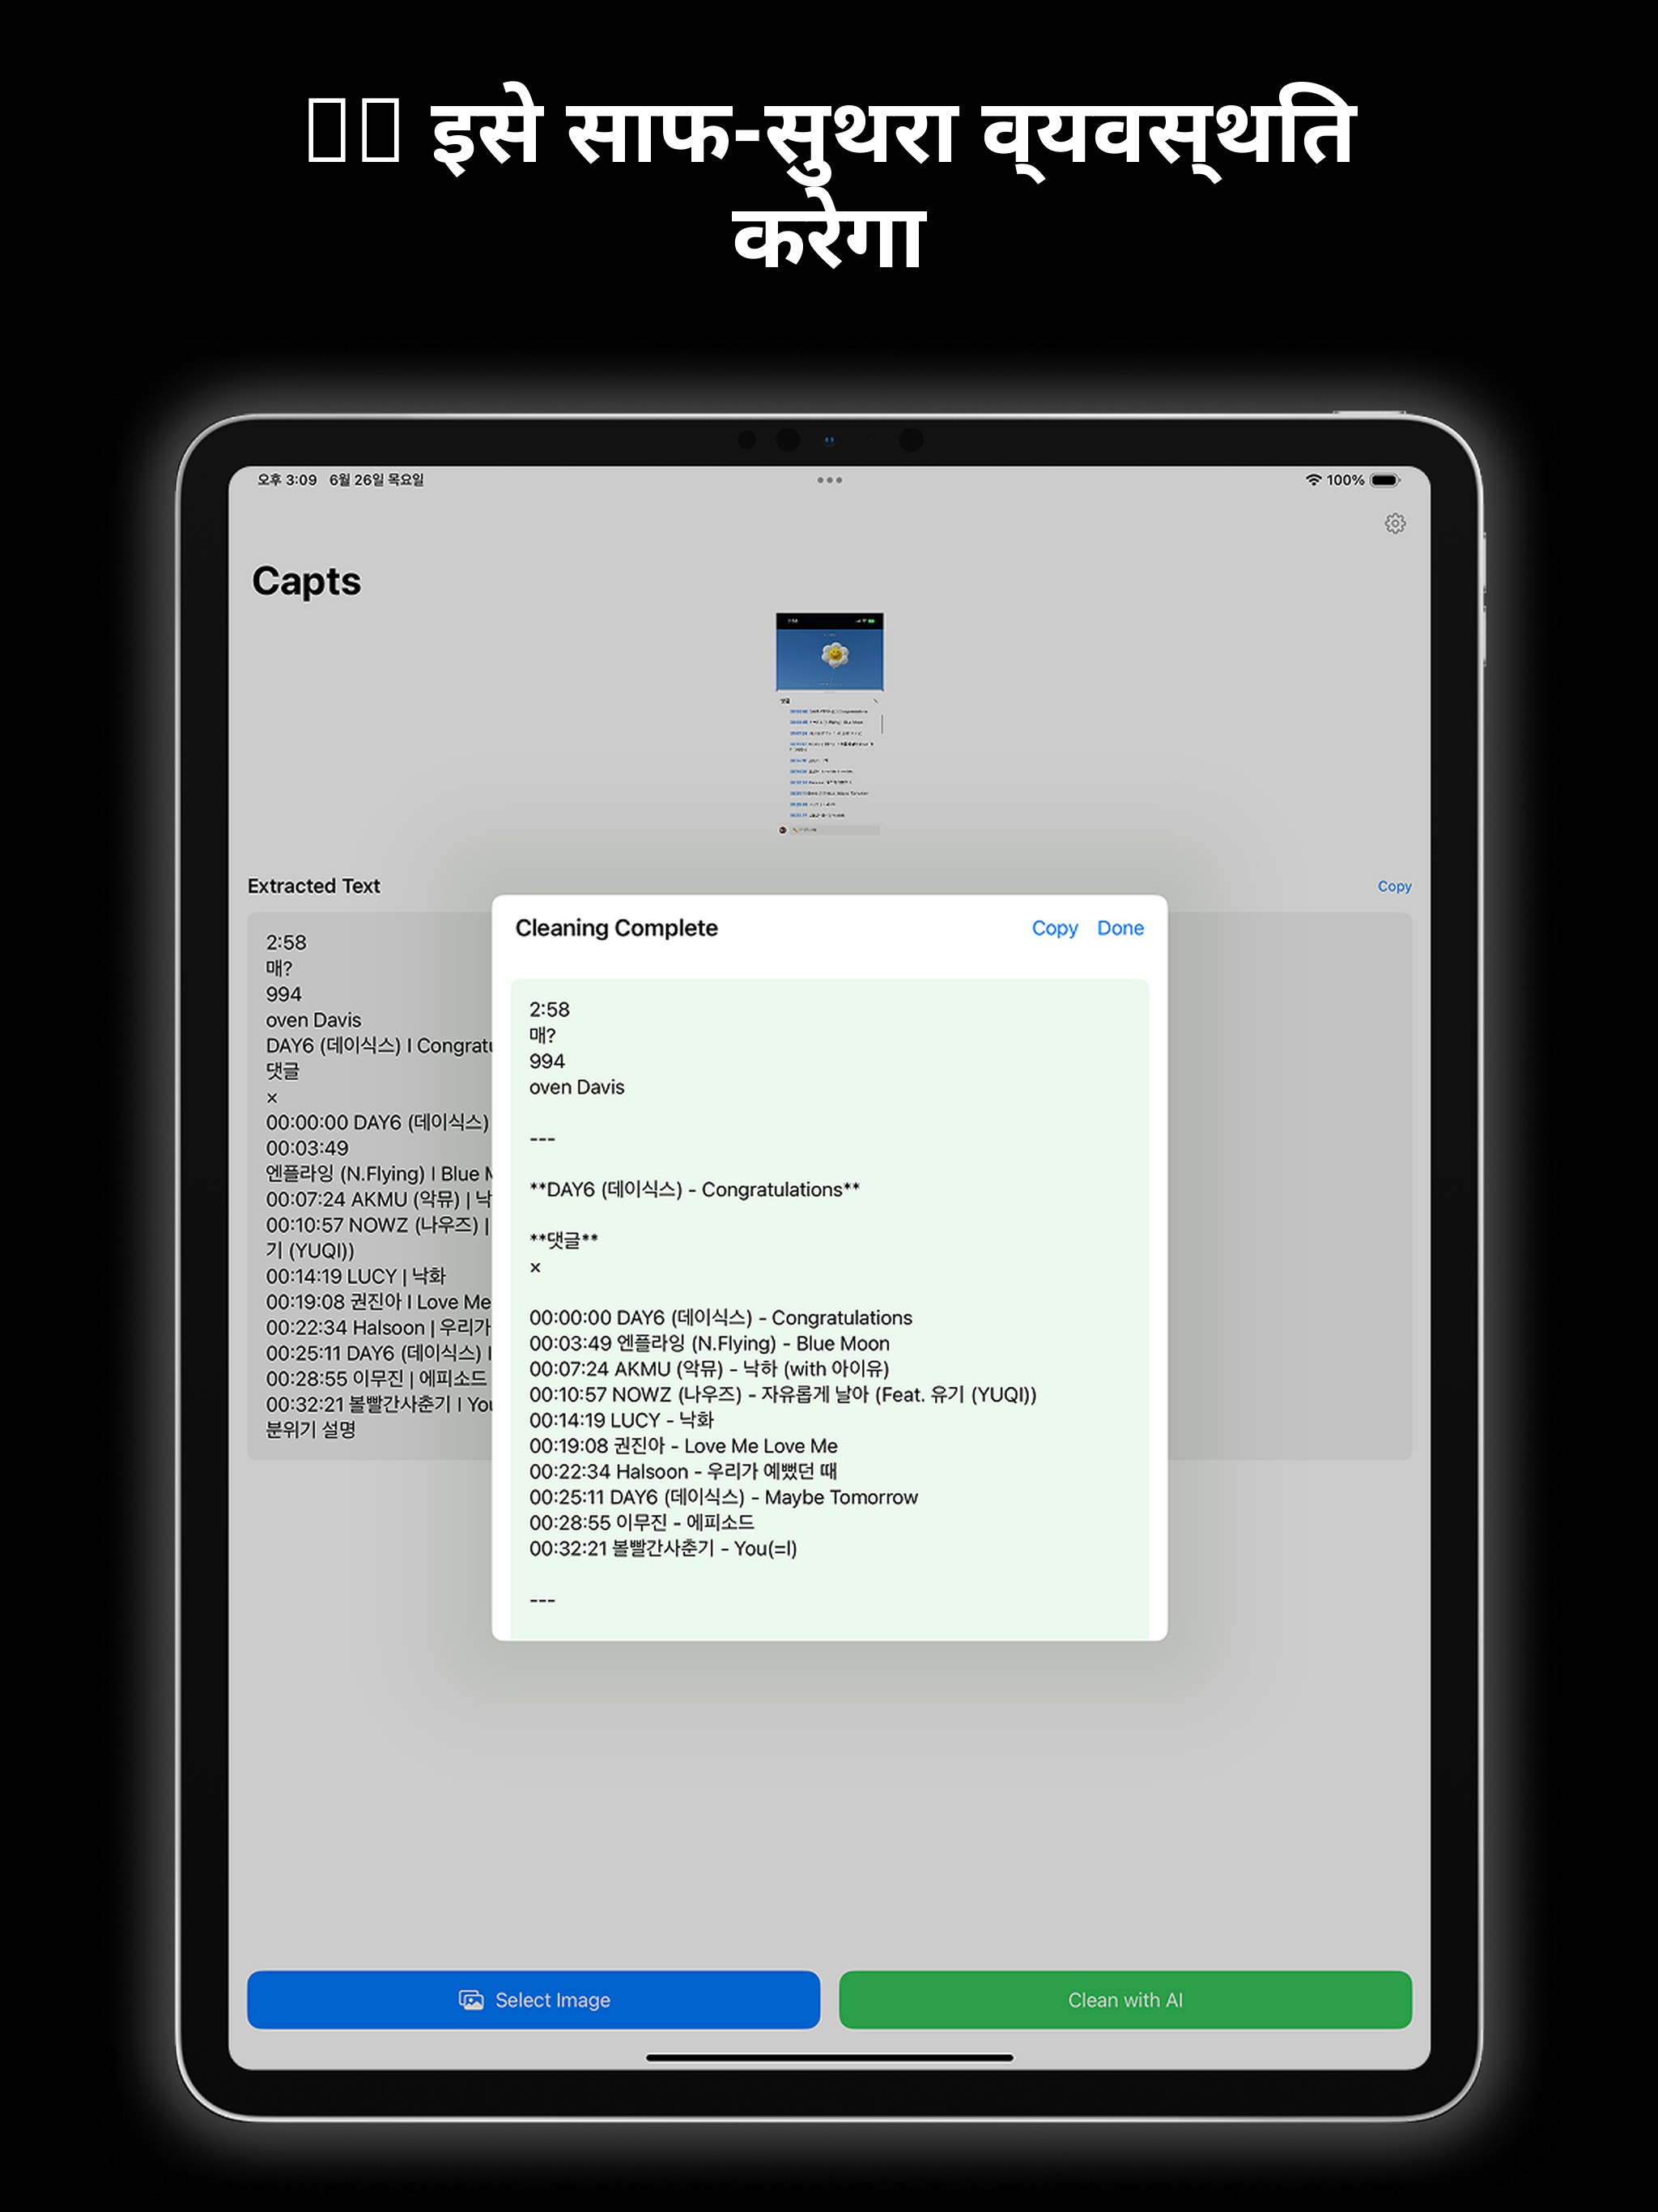 इसे साफ-सुथरा व्‌यवस्‌थति
करेगा
오후 3:09 6월 26일 목요일
100%
Capts
Extracted Text
Copy
2:58
매?
994
oven Davis
DAY6 (데이식스) I Congratu
댓글
×
00:00:00 DAY6 (데이식스)
00:03:49
엔플라잉 (N.Flying) I Blue M
00:07:24 AKMU (악뮤) | 낙
00:10:57 NOWZ (나우즈) |
기 (YUQI))
00:14:19 LUCY | 낙화
00:19:08 권진아 I Love Me
00:22:34 Halsoon | 우리가
00:25:11 DAY6 (데이식스) I
00:28:55 이무진 | 에피소드
00:32:21 볼빨간사춘기 I You
분위기 설명
Cleaning Complete
Copy Done
2:58
매?
994
oven Davis
---
**DAY6 (데이식스) - Congratulations**
**댓글**
×
00:00:00 DAY6 (데이식스) - Congratulations
00:03:49 엔플라잉 (N.Flying) - Blue Moon
00:07:24 AKMU (악뮤) - 낙하 (with 아이유)
00:10:57 NOWZ (나우즈) - 자유롭게 날아 (Feat. 유기 (YUQI))
00:14:19 LUCY - 낙화
00:19:08 권진아 - Love Me Love Me
00:22:34 Halsoon - 우리가 예뻤던 때
00:25:11 DAY6 (데이식스) - Maybe Tomorrow
00:28:55 이무진 - 에피소드
00:32:21 볼빨간사춘기 - You(=I)
---
Select Image
Clean with AI